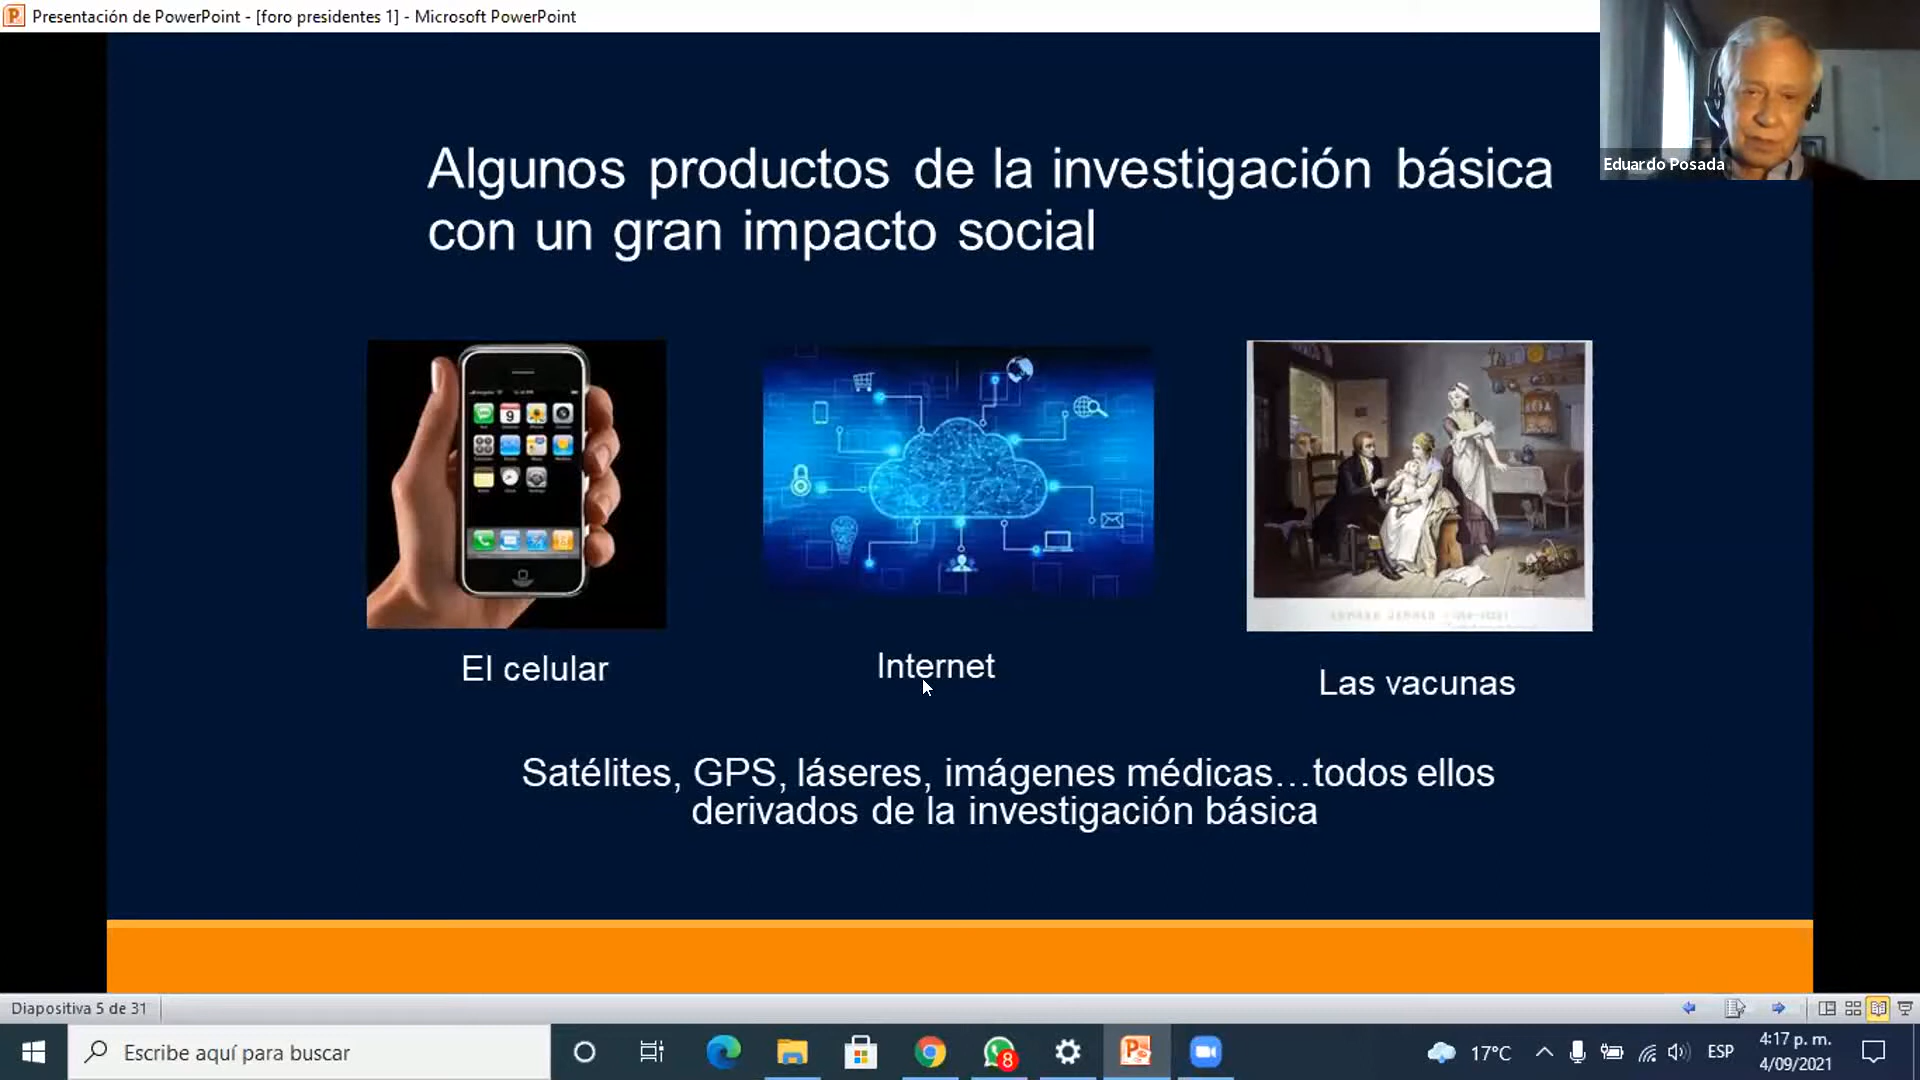 Presentación de PowerPoint - [foro presidentes 1] - Microsoft PowerPoint
Eduardo Posada
Algunos productos de la investigación básica
con un gran impacto social
El celular
Internet
Las vacunas
Satélites, GPS, láseres, imágenes médicas...todos ellos
derivados de la investigación básica
Diapositiva 5 de 31
Escribe aquí para buscar
8
17°C
ESP
4:17 p. m.
4/09/2021